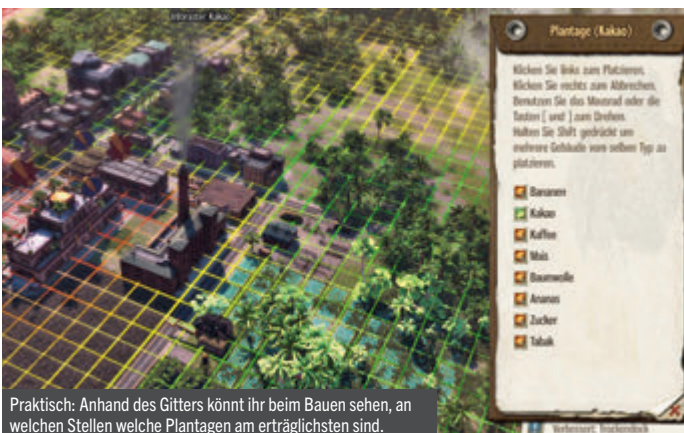 Plantage (Kakao)
Klicken Sie links zum Platzieren.
Klicken Sie rechts zum Abbrechen.
Benutzen Sie das Mausrad oder die
Tasten [ und ] zum Drehen.
Halten Sie Shift gedrückt um
mehrere Gebäude vom selben Typ zu
platzieren.
Bananen
Kakao
Kaffee
Mais
Baumwolle
Ananas
Zucker
Tabak
Praktisch: Anhand des Gitters könnt ihr beim Bauen sehen, an
welchen Stellen welche Plantagen am erträglichsten sind.